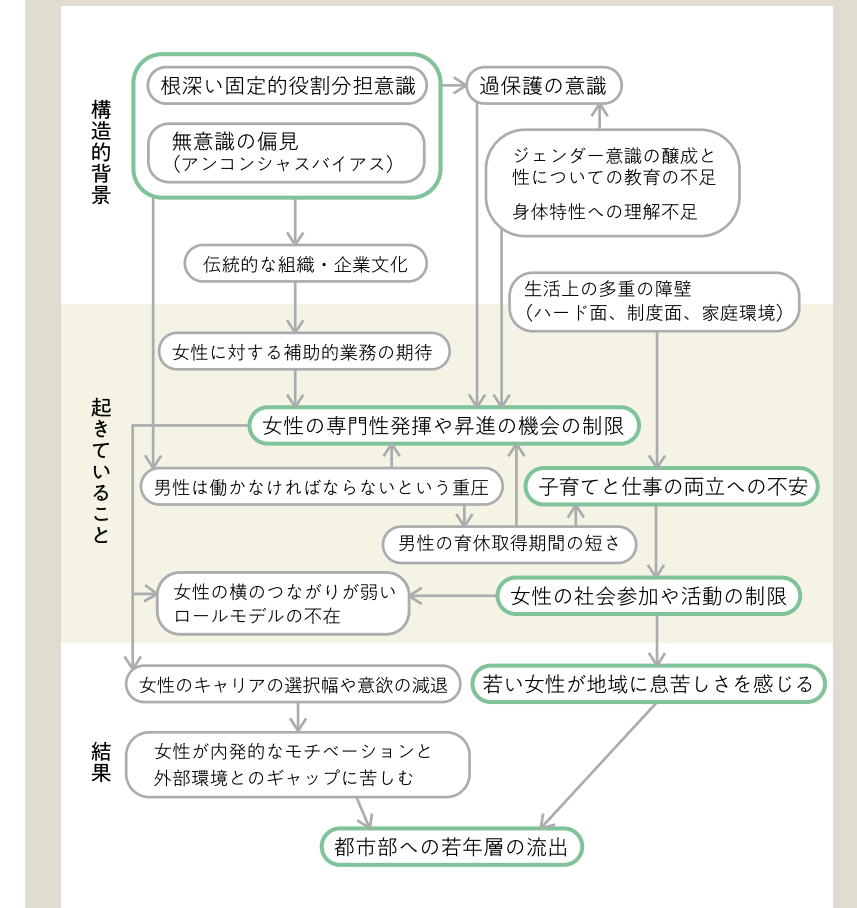 構造的背景
根深い固定的役割分担意識
過保護の意識
無意識の偏見
（アンコンシャスバイアス）
ジェンダー意識の醸成と
性についての教育の不足
身体特性への理解不足
伝統的な組織・企業文化
生活上の多重の障壁
（ハード面、制度面、家庭環境）
起きていること
女性に対する補助的業務の期待
女性の専門性発揮や昇進の機会の制限
男性は働かなければならないという重圧
子育てと仕事の両立への不安
男性の育休取得期間の短さ
女性の横のつながりが弱い
ロールモデルの不在
女性の社会参加や活動の制限
結果
女性のキャリアの選択幅や意欲の減退
若い女性が地域に息苦しさを感じる
女性が内発的なモチベーションと
外部環境とのギャップに苦しむ
都市部への若年層の流出